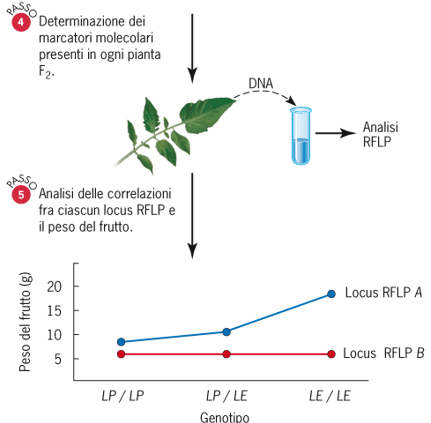 PASSO
4
Determinazione dei
marcatori molecolari
presenti in ogni pianta
F2.
DNA
Analisi
RFLP
PASSO
5
Analisi delle correlazioni
fra ciascun locus RFLP e
il peso del frutto.
Peso del frutto (g)
20
15
10
5
Locus RFLP A
Locus RFLP B
LP / LP
LP / LE
LE / LE
Genotipo